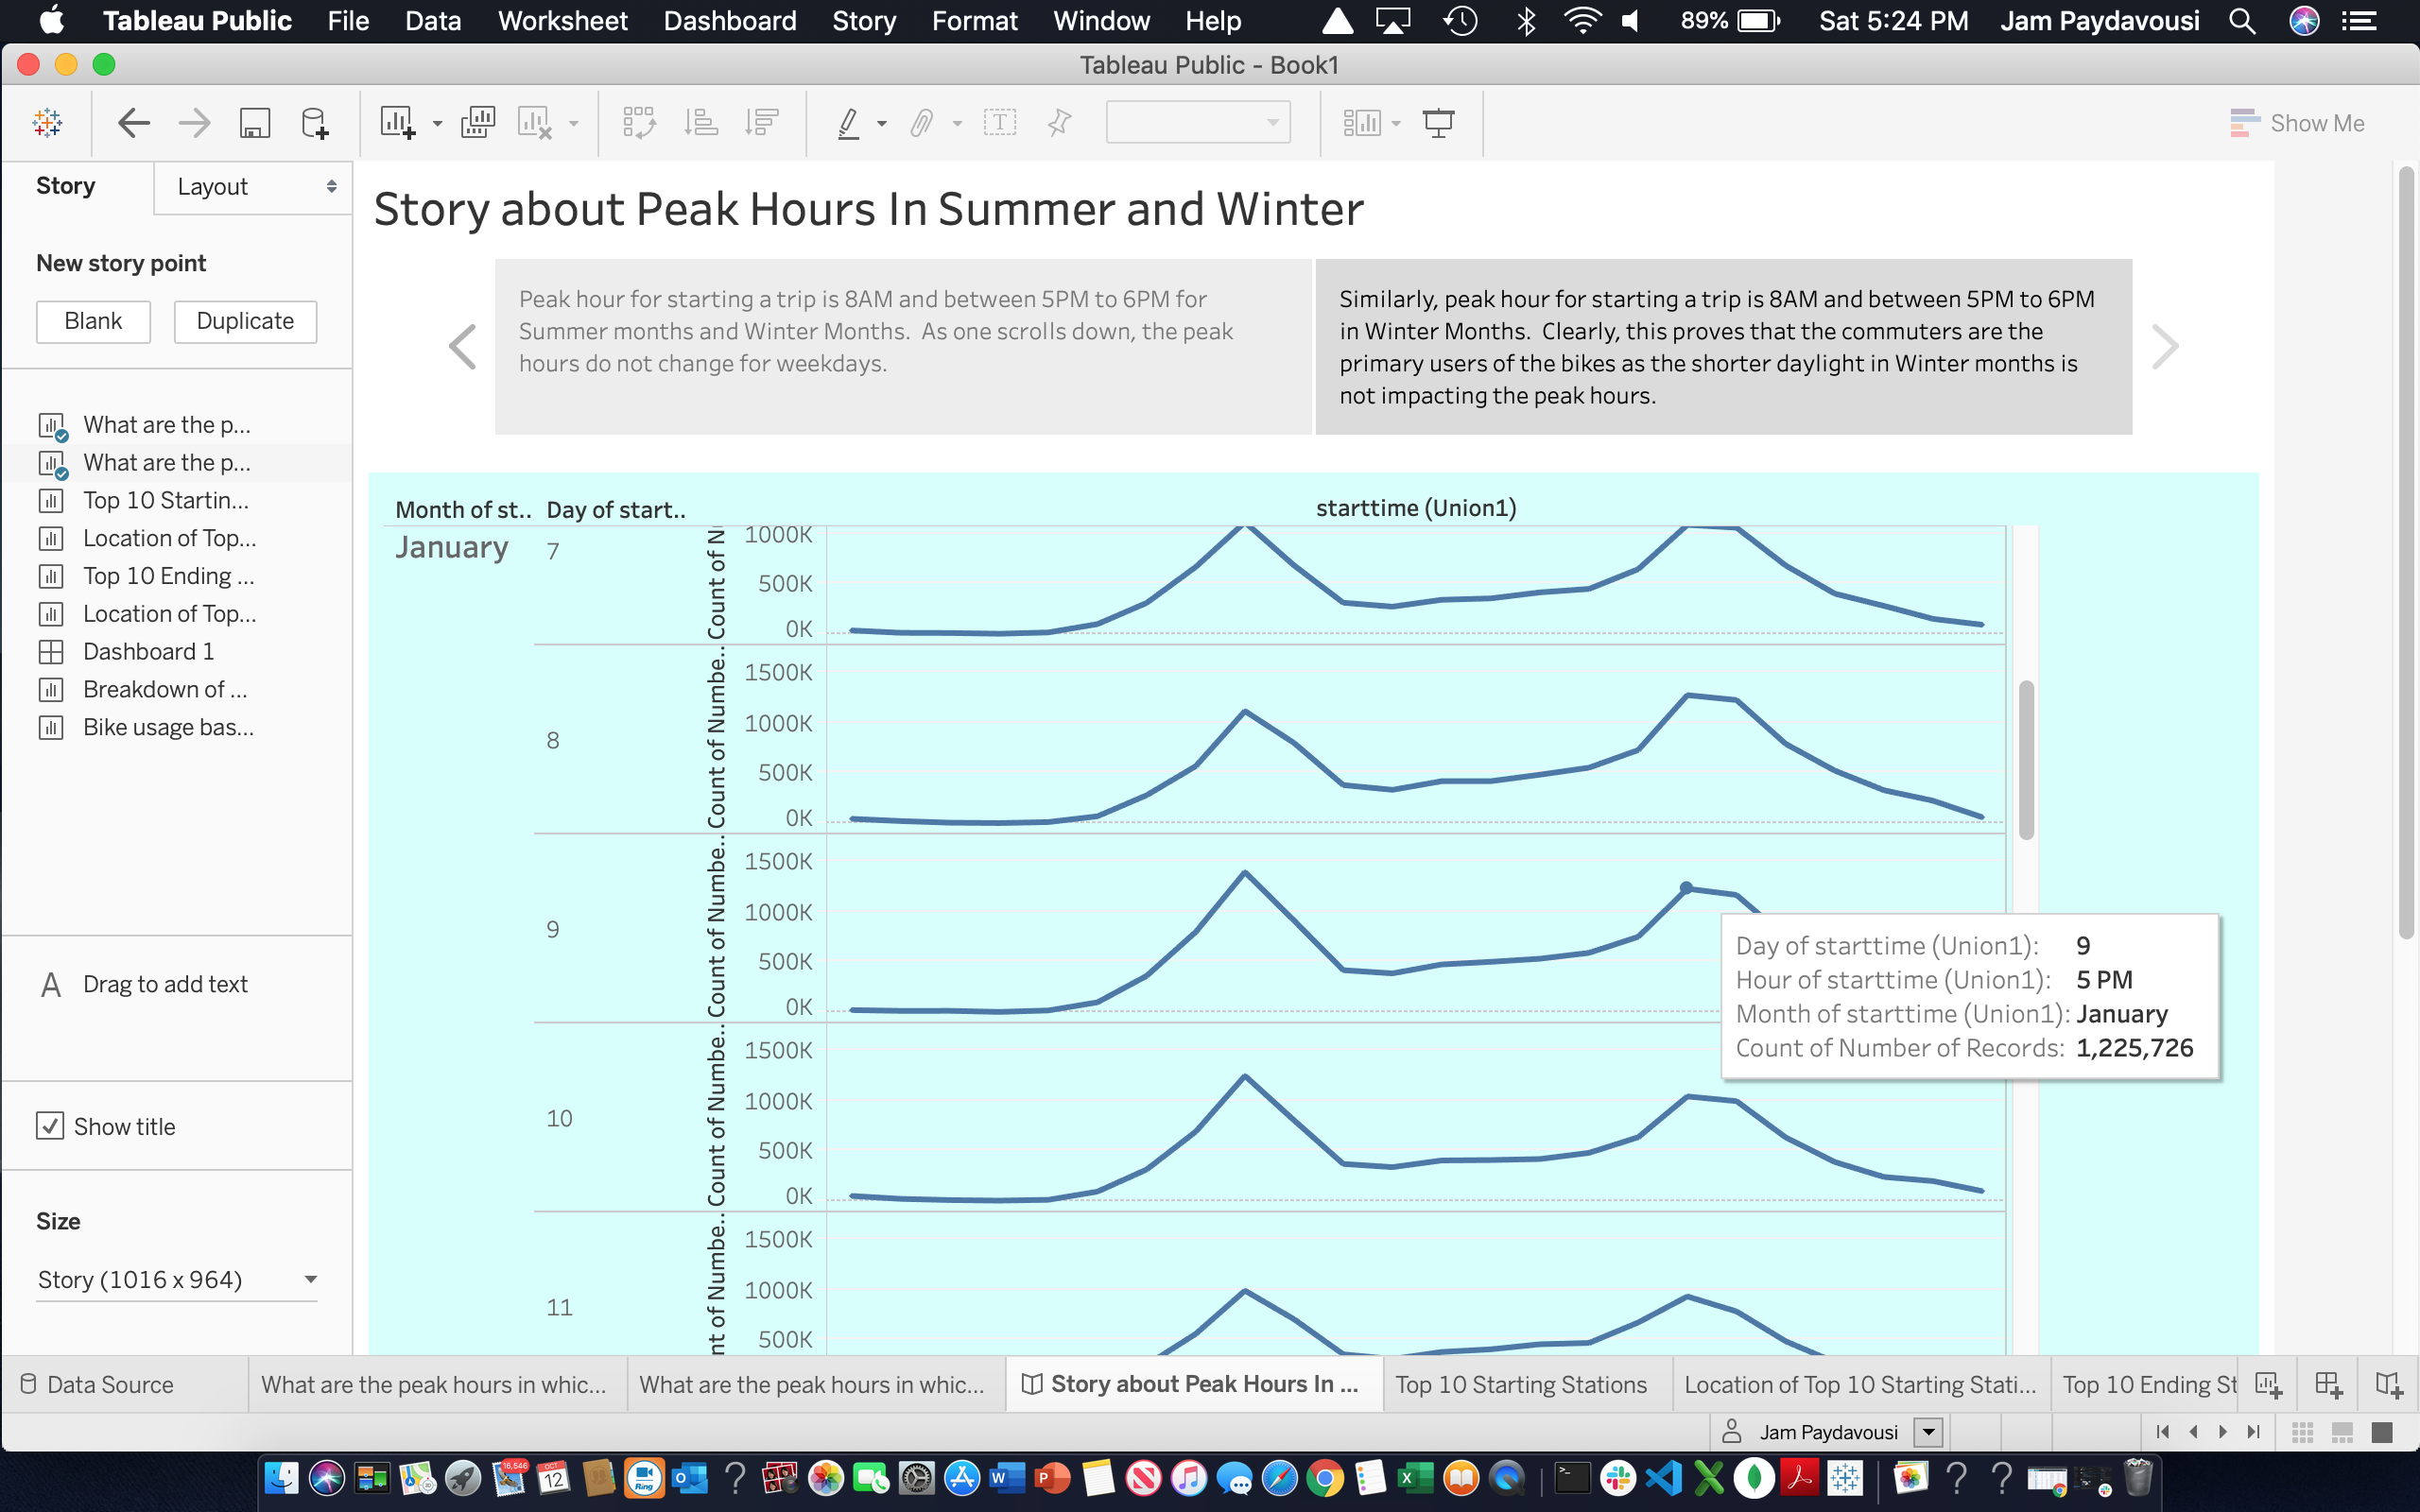 Tableau Public File Data Worksheet Dashboard Story Format Window Help 89% Sat 5:24 PM Jam Paydavousi
Tableau Public - Book1
Show Me
Story Layout
New story point
Blank Duplicate
What are the p...
What are the p...
Top 10 Startin...
Location of Top...
Top 10 Ending ...
Location of Top...
Dashboard 1
Breakdown of ...
Bike usage bas...
A Drag to add text
Show title
Size
Story (1016 x 964)
Story about Peak Hours In Summer and Winter
Peak hour for starting a trip is 8AM and between 5PM to 6PM for
Summer months and Winter Months. As one scrolls down, the peak
hours do not change for weekdays.
Similarly, peak hour for starting a trip is 8AM and between 5PM to 6PM
in Winter Months. Clearly, this proves that the commuters are the
primary users of the bikes as the shorter daylight in Winter months is
not impacting the peak hours.
Month of st.. Day of start.. starttime (Union1)
January 7
Count of N
1000K
500K
0K
8
Count of Numbe..
1500K
1000K
500K
0K
9
Count of Numbe..
1500K
1000K
500K
0K
Day of starttime (Union1): 9
Hour of starttime (Union1): 5 PM
Month of starttime (Union1): January
Count of Number of Records: 1,225,726
10
Count of Numbe..
1500K
1000K
500K
0K
11
nt of Numbe..
1500K
1000K
500K
Data Source What are the peak hours in whic... What are the peak hours in whic... Story about Peak Hours In ... Top 10 Starting Stations Location of Top 10 Starting Stati... Top 10 Ending St
Jam Paydavousi
16,546
OCT
12
Ring